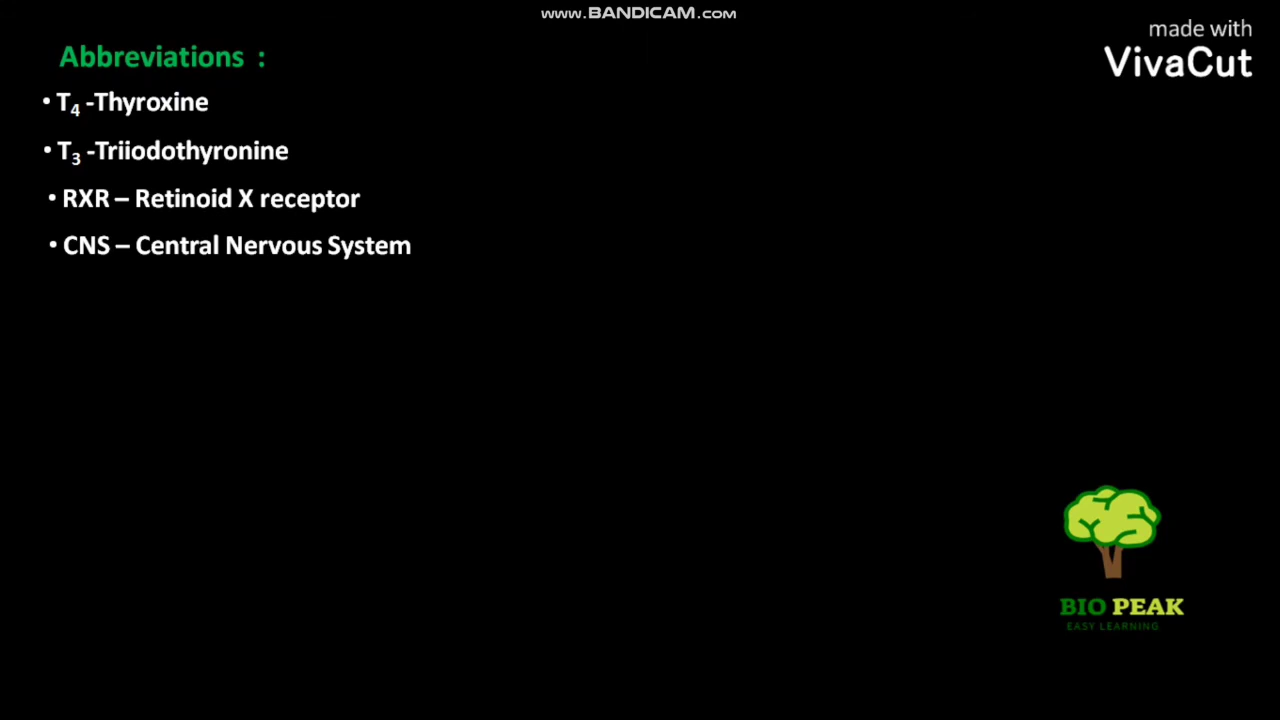 www.BANDICAM.com
made with
VivaCut
Abbreviations :
• T₄ -Thyroxine
• T₃ -Triiodothyronine
• RXR – Retinoid X receptor
• CNS – Central Nervous System
BIO PEAK
EASY LEARNING